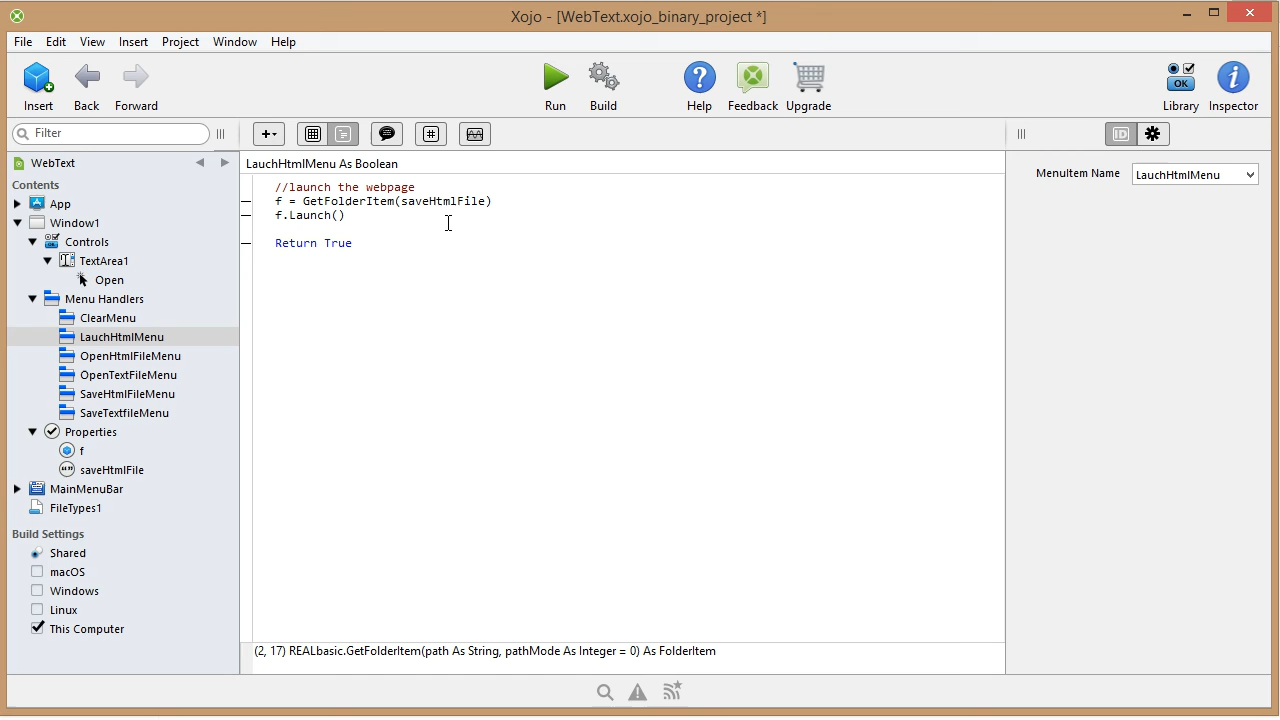 Xojo - [WebText.xojo_binary_project *]
File Edit View Insert Project Window Help
Insert Back Forward Run Build Help Feedback Upgrade OK Library Inspector
Filter
ID
WebText
LauchHtmlMenu As Boolean
MenuItem Name LauchHtmlMenu
Contents
App
Window1
Controls
TextArea1
Open
Menu Handlers
ClearMenu
LauchHtmlMenu
OpenHtmlFileMenu
OpenTextFileMenu
SaveHtmlFileMenu
SaveTextfileMenu
Properties
f
saveHtmlFile
MainMenuBar
FileTypes1
Build Settings
Shared
macOS
Windows
Linux
This Computer
//launch the webpage
f = GetFolderItem(saveHtmlFile)
f.Launch()
Return True
(2, 17) REALbasic.GetFolderItem(path As String, pathMode As Integer = 0) As FolderItem